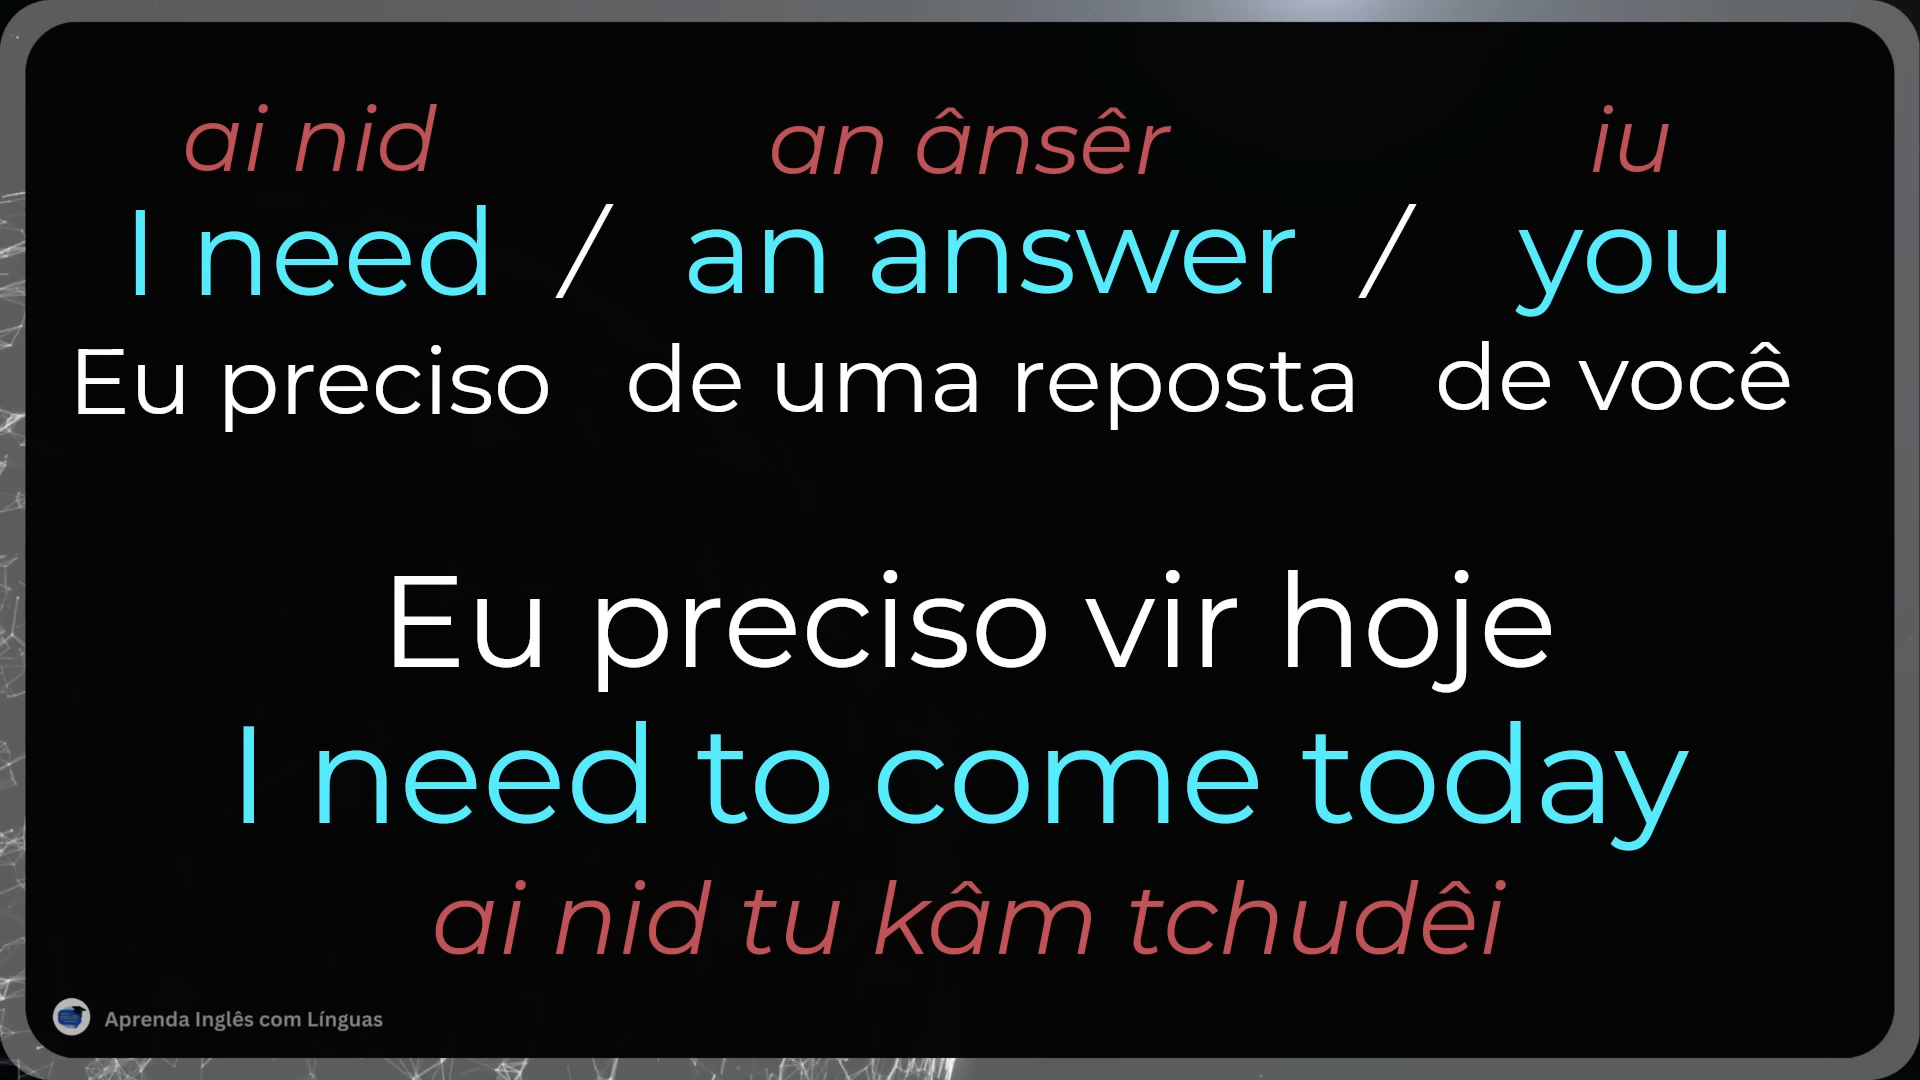 ai nid an ânsêr iu
I need / an answer / you
Eu preciso de uma reposta de você
Eu preciso vir hoje
I need to come today
ai nid tu kâm tchudêi
Aprenda Inglês com Línguas